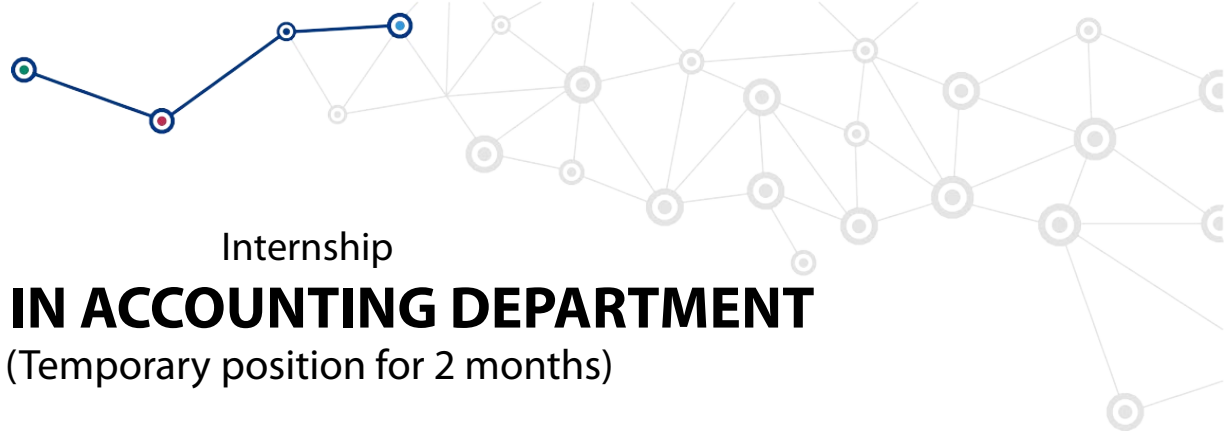 Internship
IN ACCOUNTING DEPARTMENT
(Temporary position for 2 months)